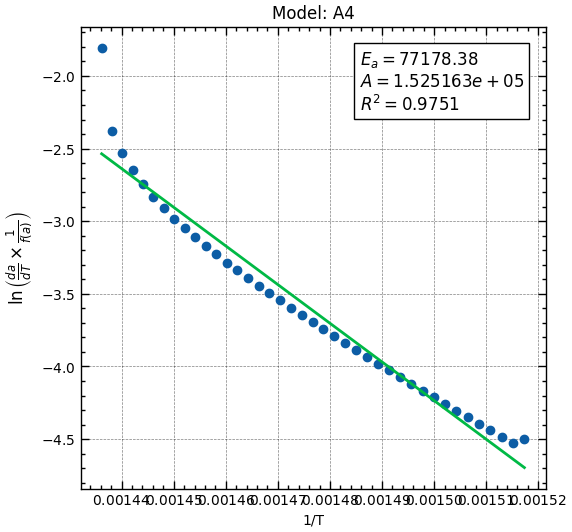 Model: A4
E_a = 77178.38
A = 1.525163e + 05
R^2 = 0.9751
ln (da/dT × 1/f(a))
−2.0
−2.5
−3.0
−3.5
−4.0
−4.5
0.00144 0.00145 0.00146 0.00147 0.00148 0.00149 0.00150 0.00151 0.00152
1/T